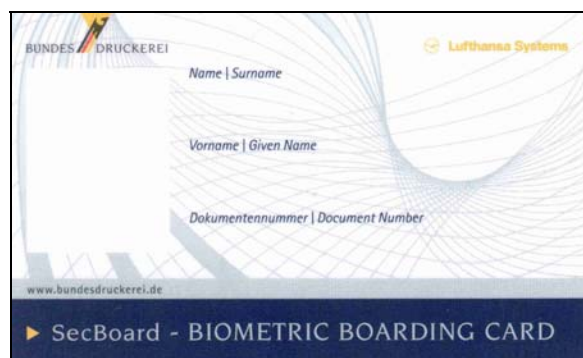 BUNDES DRUCKEREI
Lufthansa Systems
Name | Surname
Vorname | Given Name
Dokumentennummer | Document Number
www.bundesdruckerei.de
SecBoard - BIOMETRIC BOARDING CARD